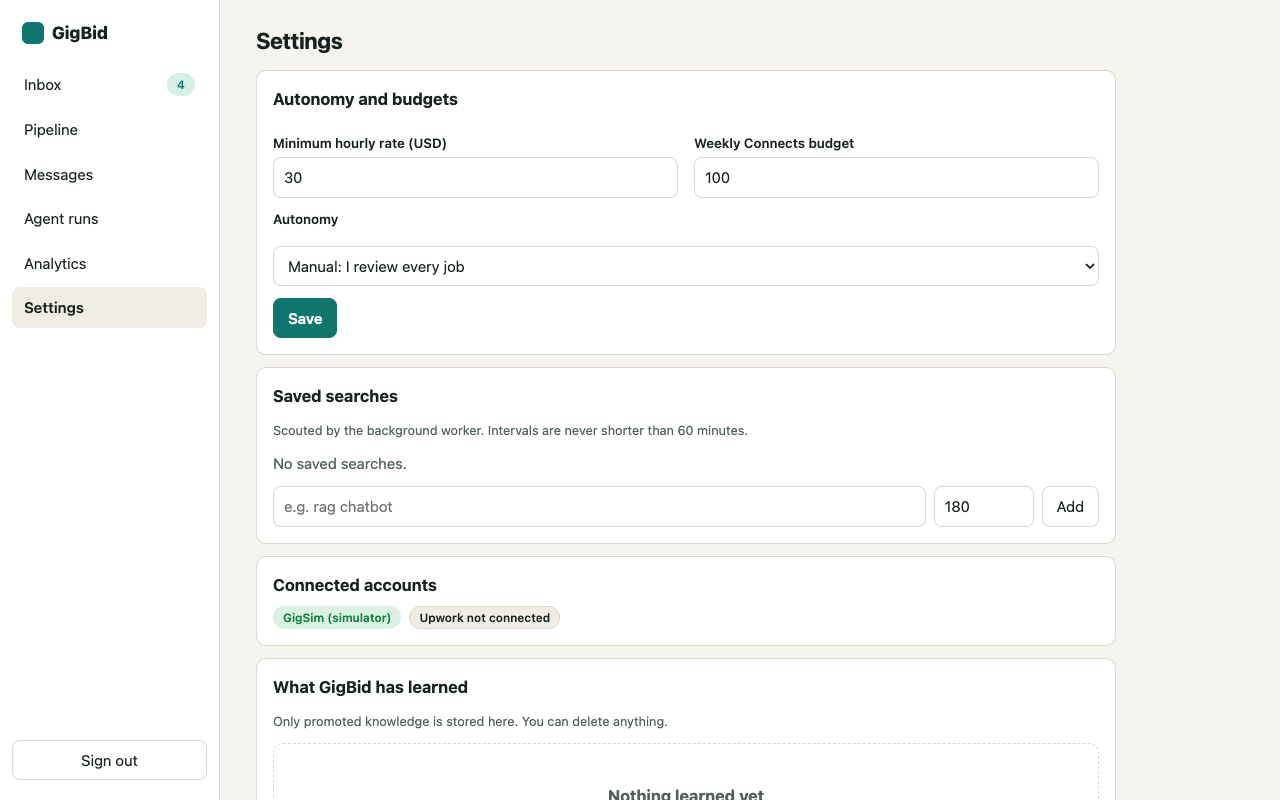 GigBid
Inbox 4
Pipeline
Messages
Agent runs
Analytics
Settings
Sign out
Settings
Autonomy and budgets
Minimum hourly rate (USD) Weekly Connects budget
30 100
Autonomy
Manual: I review every job
Save
Saved searches
Scouted by the background worker. Intervals are never shorter than 60 minutes.
No saved searches.
e.g. rag chatbot 180 Add
Connected accounts
GigSim (simulator) Upwork not connected
What GigBid has learned
Only promoted knowledge is stored here. You can delete anything.
Nothing learned yet